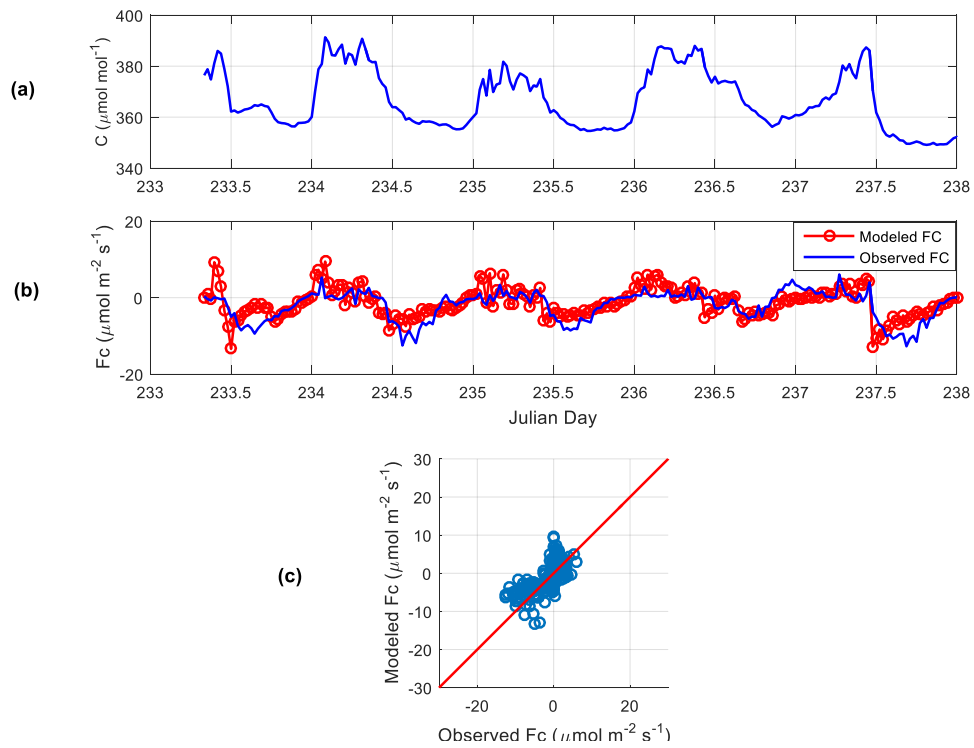 (a)
C (μmol mol⁻¹)
400
380
360
340
233 233.5 234 234.5 235 235.5 236 236.5 237 237.5 238
(b)
Fc (μmol m⁻² s⁻¹)
20
0
-20
Modeled FC
Observed FC
233 233.5 234 234.5 235 235.5 236 236.5 237 237.5 238
Julian Day
(c)
Modeled Fc (μmol m⁻² s⁻¹)
30
20
10
0
-10
-20
-30
-20 0 20
Observed Fc (μmol m⁻² s⁻¹)